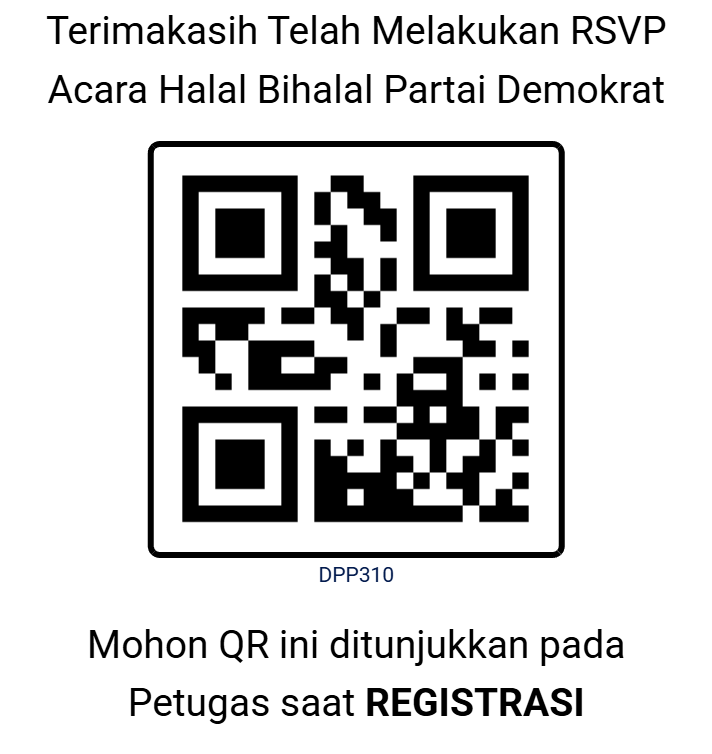 Terimakasih Telah Melakukan RSVP
Acara Halal Bihalal Partai Demokrat
DPP310
Mohon QR ini ditunjukkan pada
Petugas saat REGISTRASI